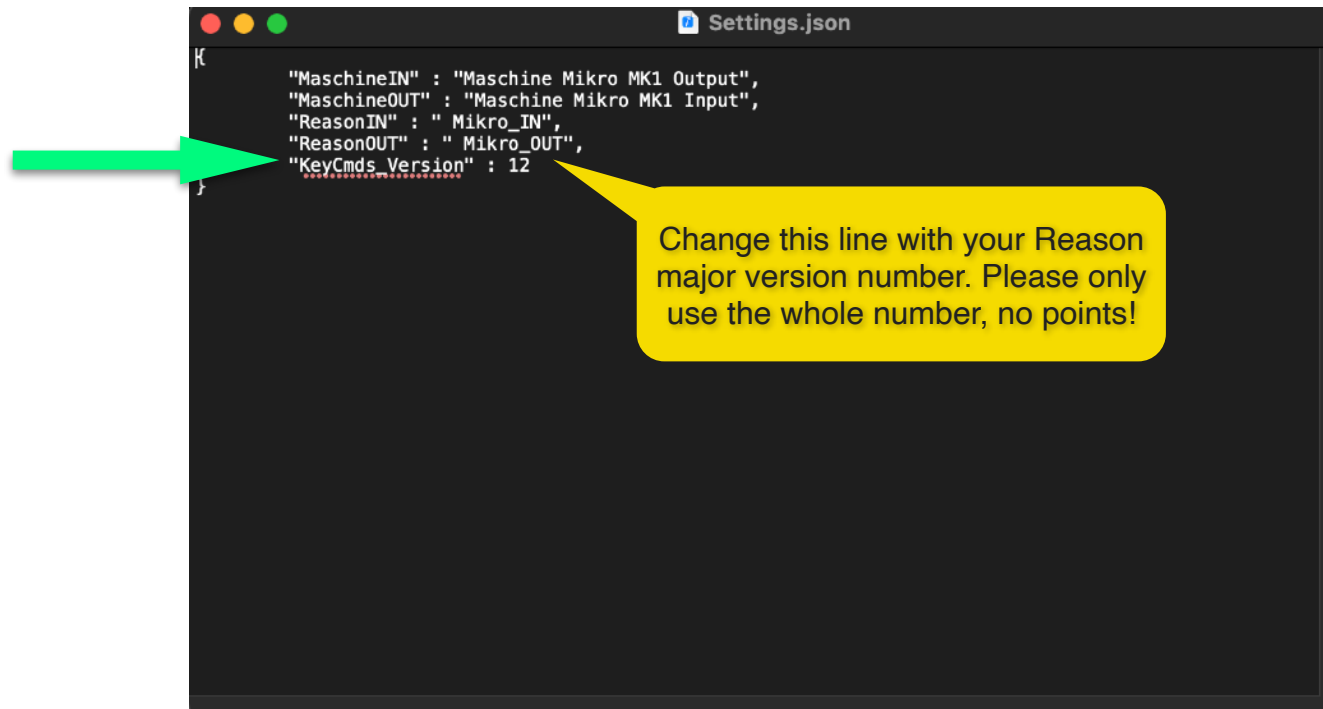 Settings.json
{
"MaschineIN" : "Maschine Mikro MK1 Output",
"MaschineOUT" : "Maschine Mikro MK1 Input",
"ReasonIN" : " Mikro_IN",
"ReasonOUT" : " Mikro_OUT",
"KeyCmds_Version" : 12
}
Change this line with your Reason
major version number. Please only
use the whole number, no points!